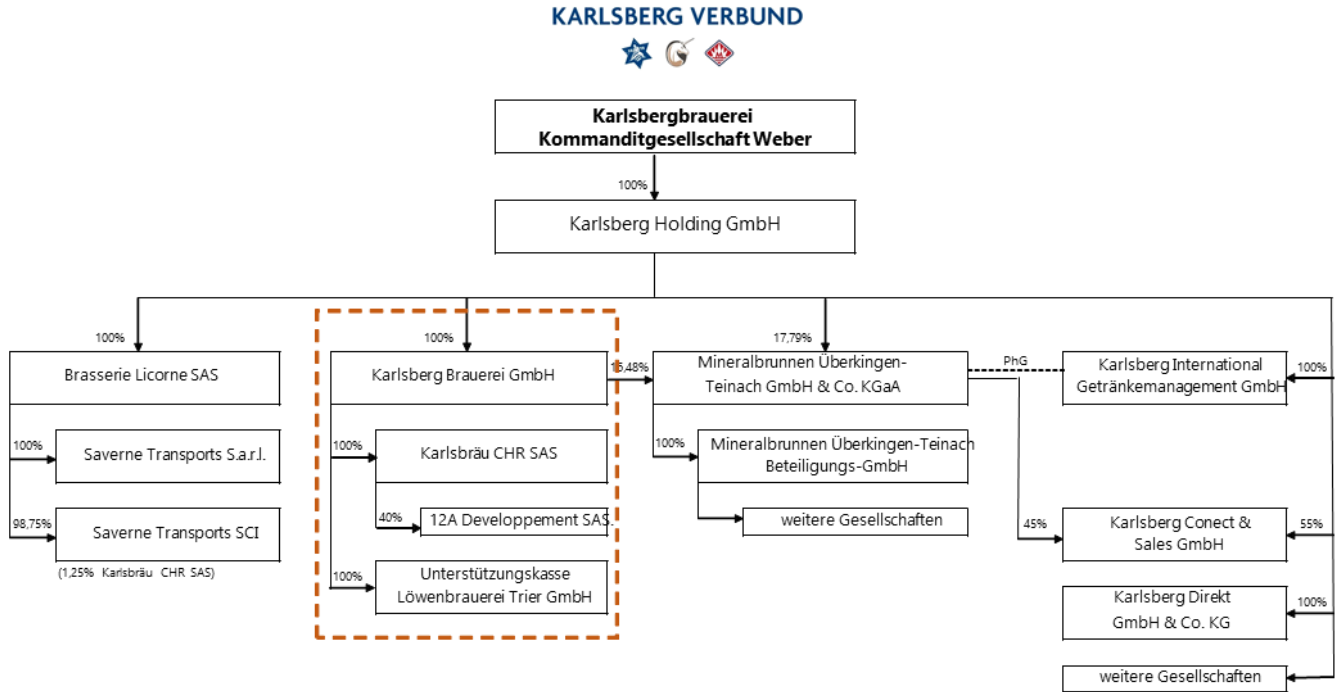 KARLSBERG VERBUND
Karlsbergbrauerei
Kommanditgesellschaft Weber
100%
Karlsberg Holding GmbH
100%
100%
17,79%
Brasserie Licorne SAS
Karlsberg Brauerei GmbH
15,48%
Mineralbrunnen Überkingen-
Teinach GmbH & Co. KGaA
PhG
Karlsberg International
Getränkemanagement GmbH
100%
100%
Saverne Transports S.a.r.l.
100%
Karlsbräu CHR SAS
100%
Mineralbrunnen Überkingen-Teinach
Beteiligungs-GmbH
98,75%
Saverne Transports SCI
(1,25% Karlsbräu CHR SAS)
40%
12A Developpement SAS.
weitere Gesellschaften
45%
Karlsberg Conect &
Sales GmbH
55%
100%
Unterstützungskasse
Löwenbrauerei Trier GmbH
Karlsberg Direkt
GmbH & Co. KG
100%
weitere Gesellschaften